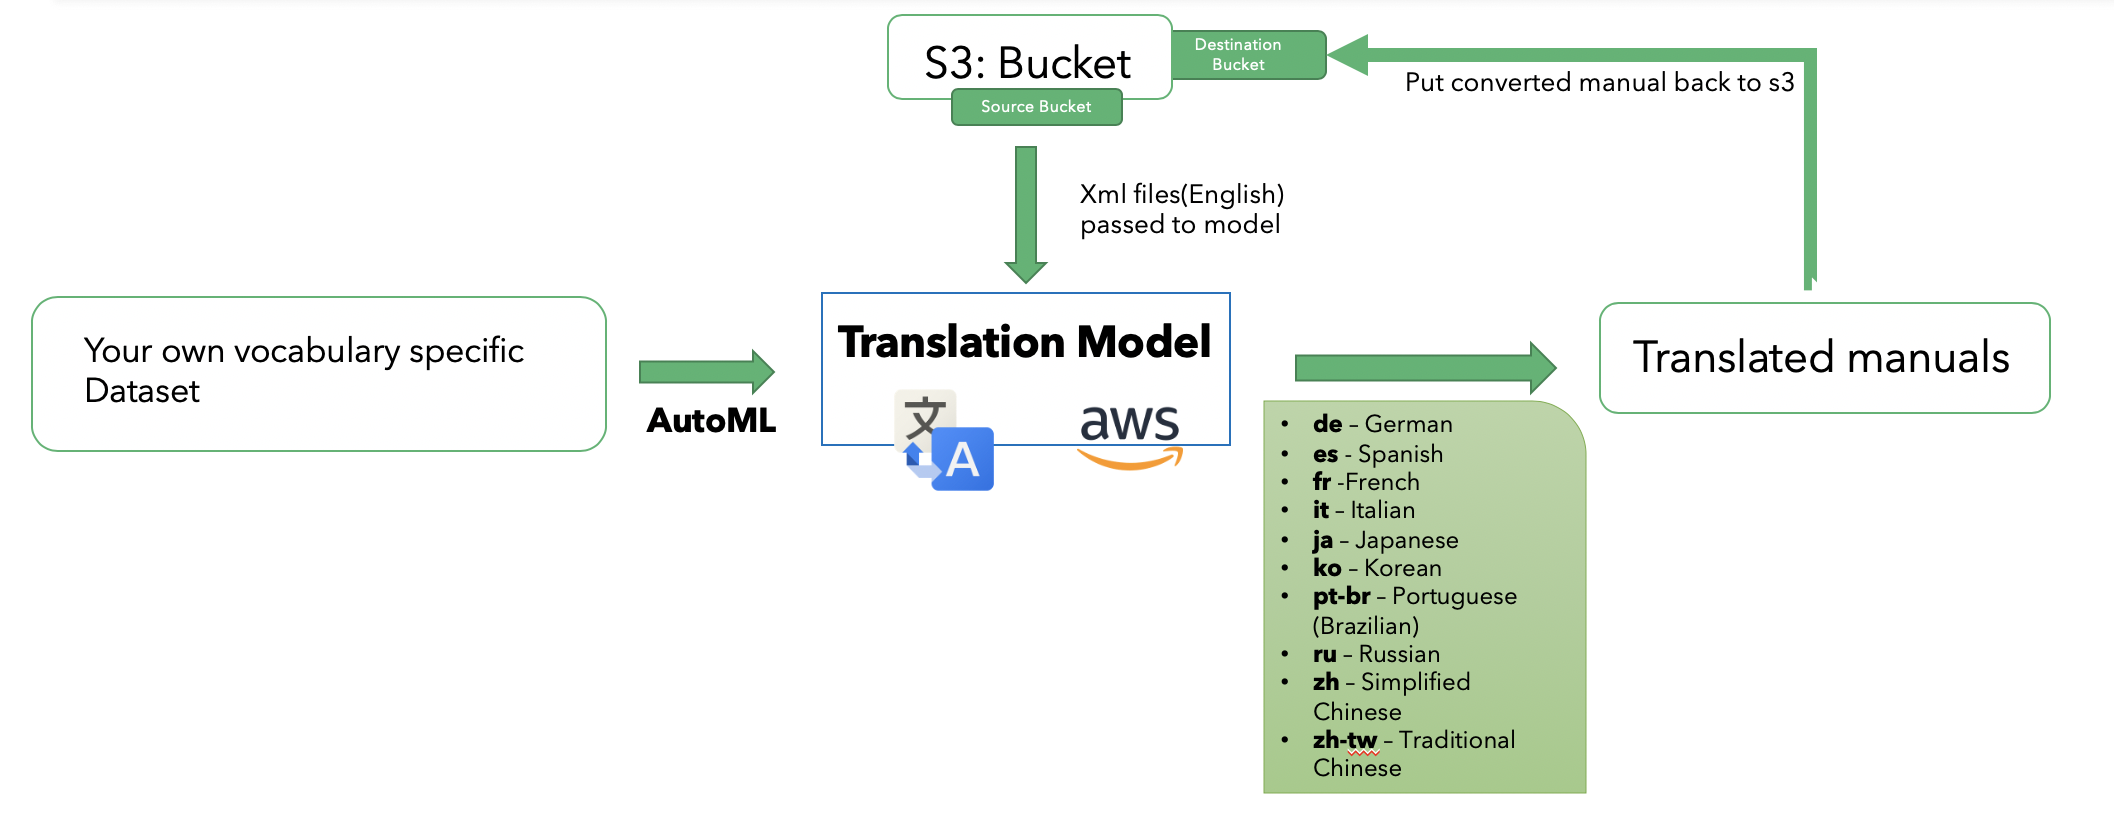 S3: Bucket
Destination
Bucket
Source Bucket
Put converted manual back to s3
Xml files(English)
passed to model
Your own vocabulary specific
Dataset
AutoML
Translation Model
文
A
aws
Translated manuals
• de – German
• es - Spanish
• fr -French
• it – Italian
• ja – Japanese
• ko – Korean
• pt-br – Portuguese
(Brazilian)
• ru – Russian
• zh – Simplified
Chinese
• zh-tw – Traditional
Chinese